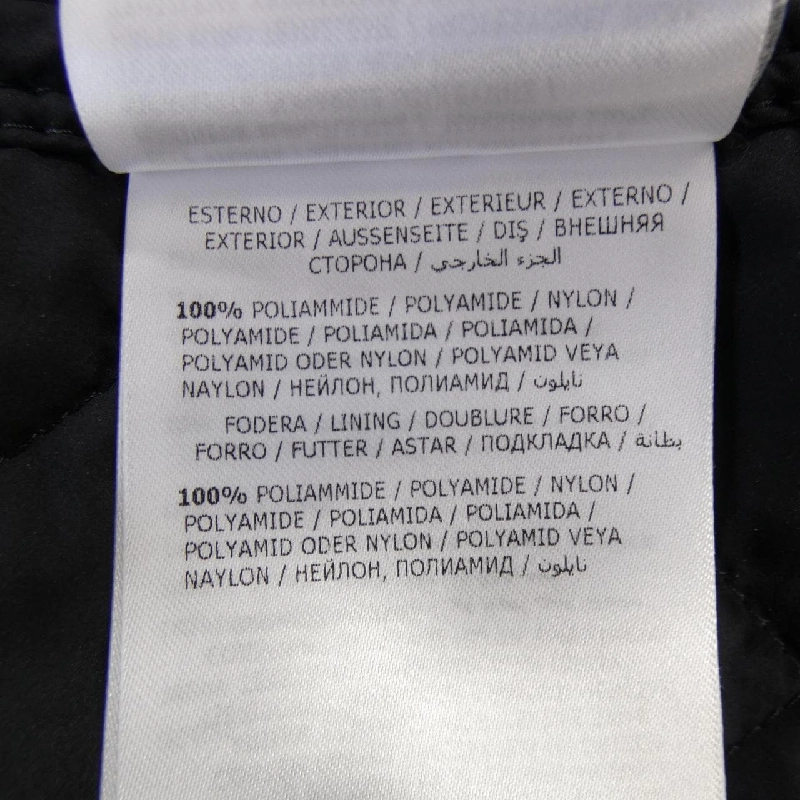 ESTERNO / EXTERIOR / EXTERIEUR / EXTERNO /
EXTERIOR / AUSSENSEITE / DIŞ / ВНЕШНЯЯ
СТОРОНА / الجزء الخارجي
100% POLIAMMIDE / POLYAMIDE / NYLON /
POLYAMIDE / POLIAMIDA / POLIAMIDA /
POLYAMID ODER NYLON / POLYAMID VEYA
NAYLON / НЕЙЛОН, ПОЛИАМИД / نايلون
FODERA / LINING / DOUBLURE / FORRO /
FORRO / FUTTER / ASTAR / ПОДКЛАДКА / بطانة
100% POLIAMMIDE / POLYAMIDE / NYLON /
POLYAMIDE / POLIAMIDA / POLIAMIDA /
POLYAMID ODER NYLON / POLYAMID VEYA
NAYLON / НЕЙЛОН, ПОЛИАМИД / نايلون